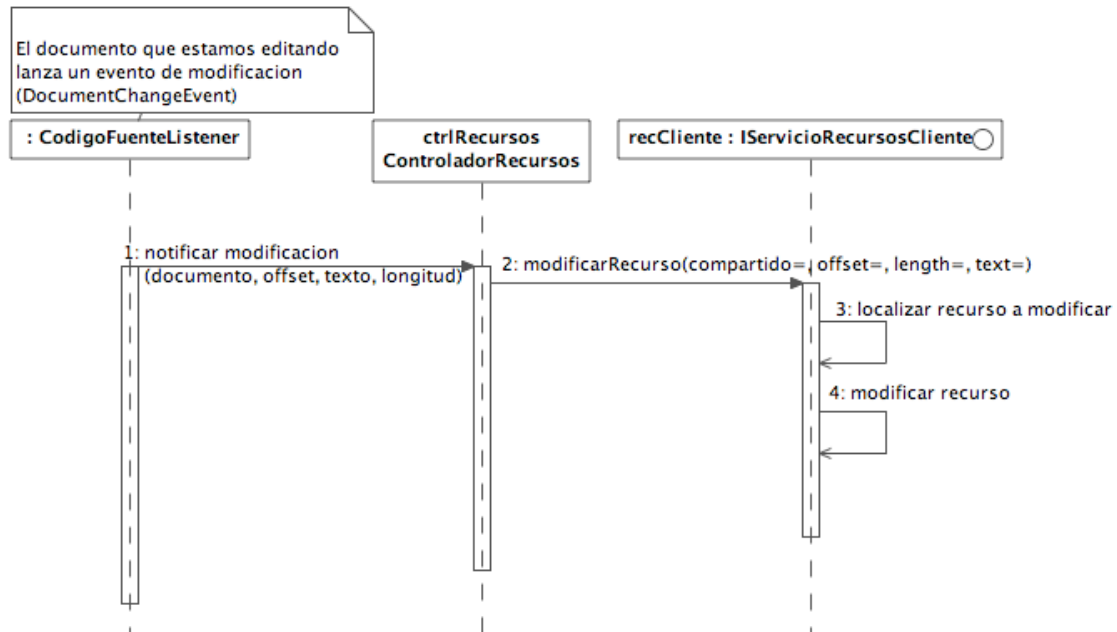 El documento que estamos editando
lanza un evento de modificacion
(DocumentChangeEvent)
: CodigoFuenteListener
ctrlRecursos
ControladorRecursos
recCliente : IServicioRecursosCliente
1: notificar modificacion
(documento, offset, texto, longitud)
2: modificarRecurso(compartido=, offset=, length=, text=)
3: localizar recurso a modificar
4: modificar recurso